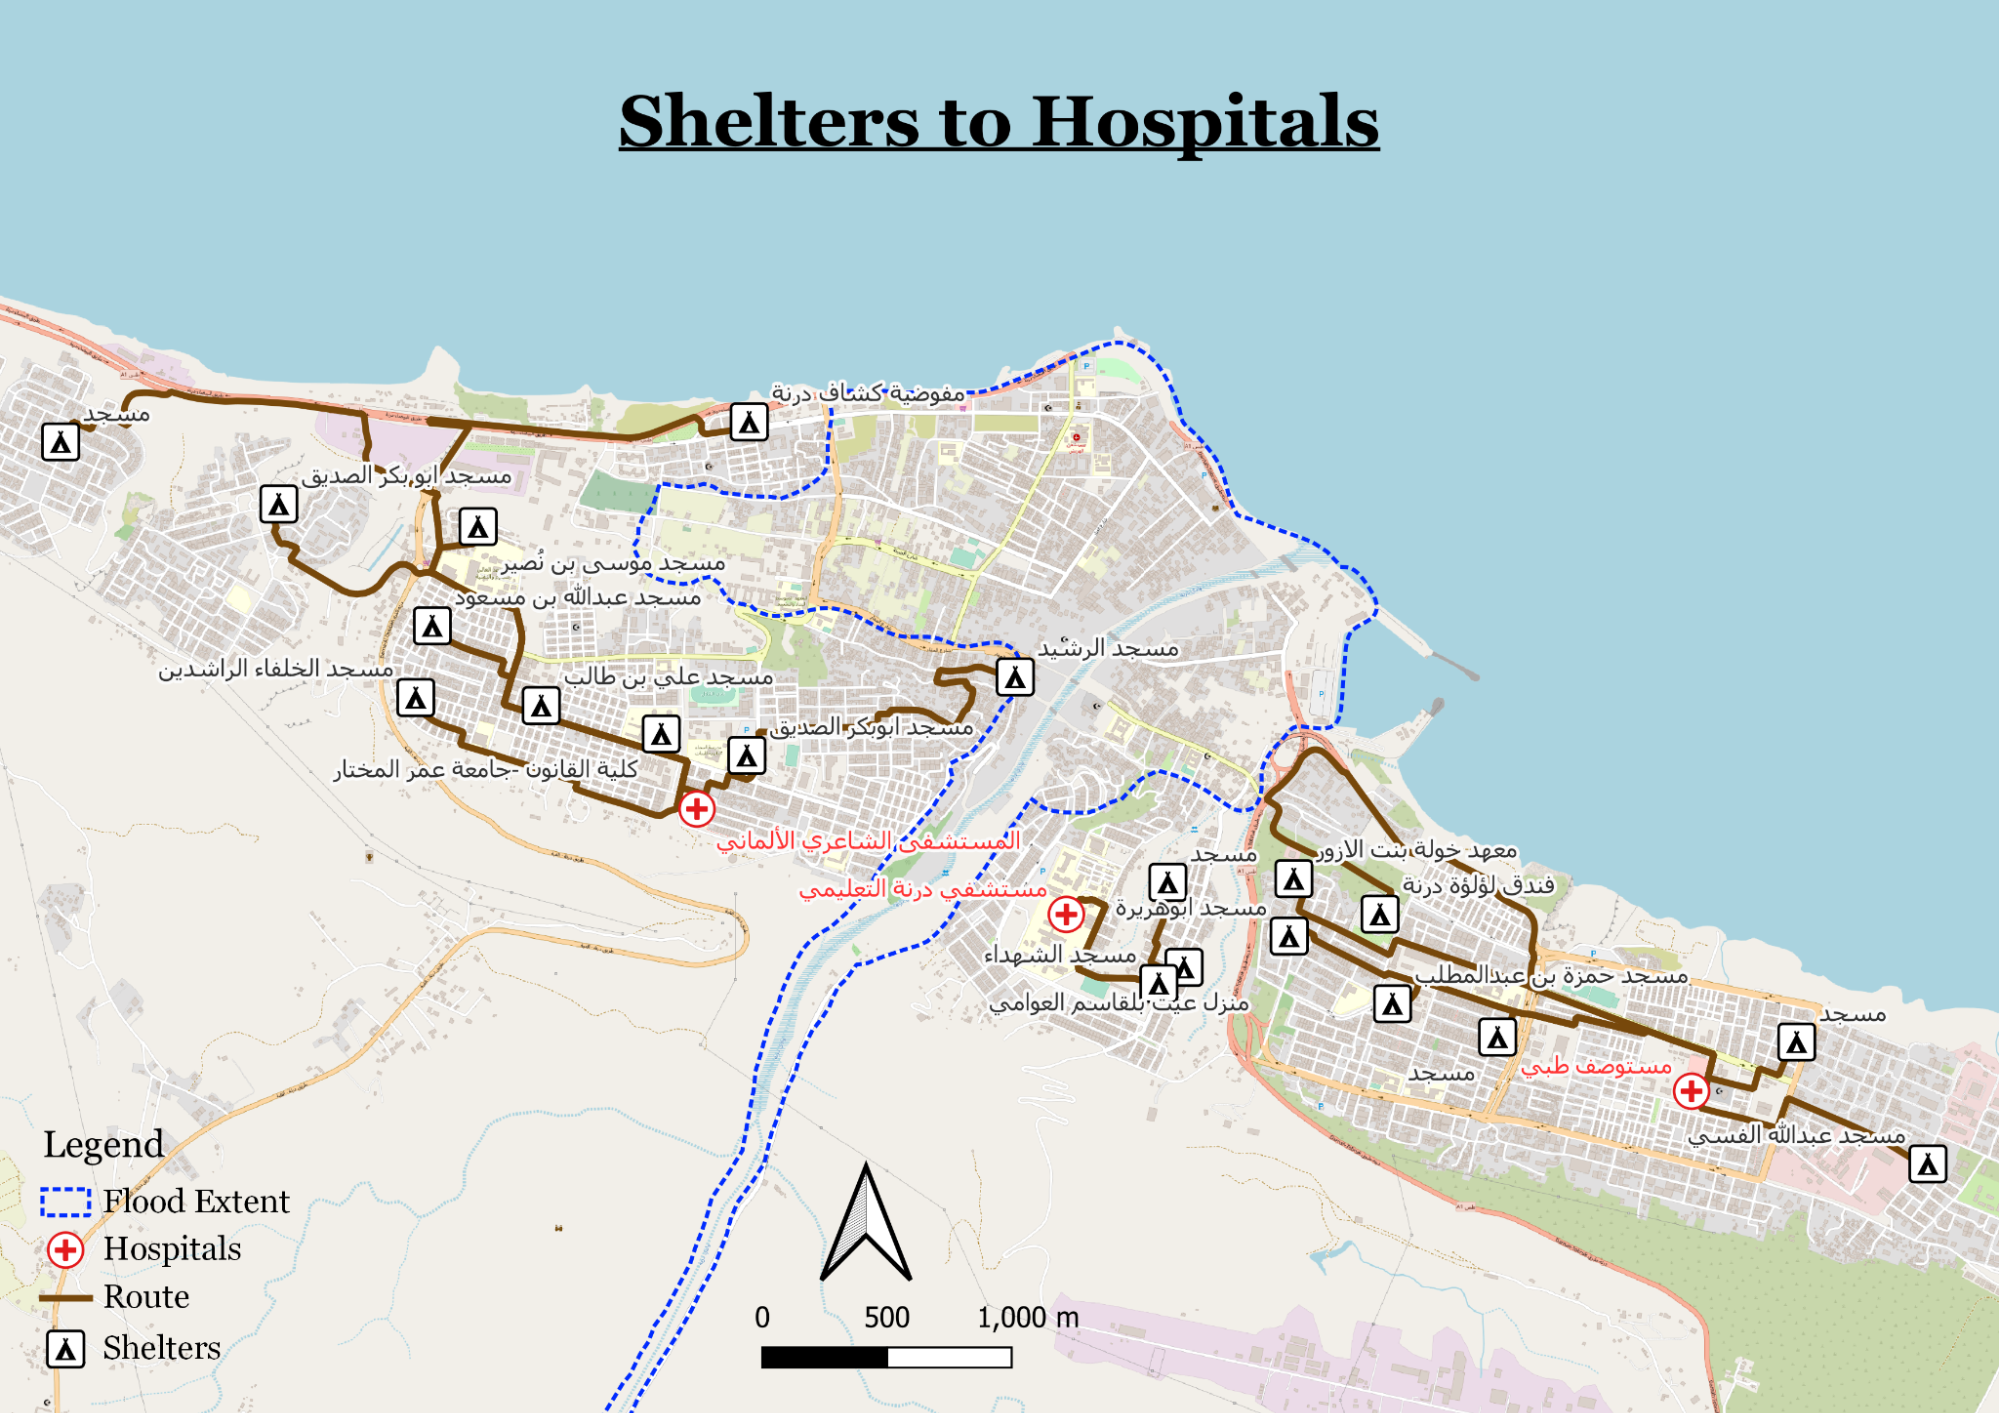 Shelters to Hospitals
مفوضية كشاف درنة
مسجد
مسجد ابو بكر الصديق
مسجد موسى بن نُصير
مسجد عبدالله بن مسعود
مسجد الرشيد
مسجد الخلفاء الراشدين
مسجد علي بن طالب
مسجد ابوبكر الصديق
كلية القانون -جامعة عمر المختار
المستشفى الشاعري الألماني
معهد خولة بنت الازور
مسجد
مستشفي درنة التعليمي
فندق لؤلؤة درنة
مسجد ابوهريرة
مسجد الشهداء
مسجد حمزة بن عبدالمطلب
منزل عيت بلقاسم العوامي
مسجد
مستوصف طبي
مسجد
مسجد عبدالله الفسي
Legend
Flood Extent
Hospitals
Route
Shelters
0 500 1,000 m